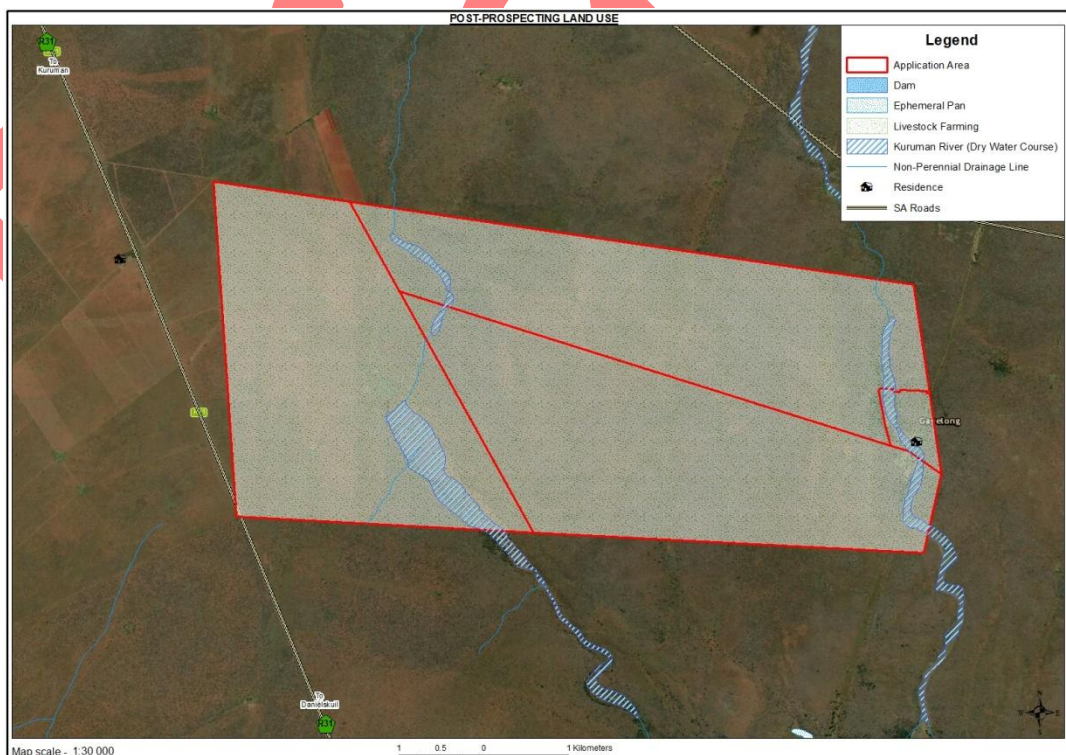 POST-PROSPECTING LAND USE
R31
To
Kuruman
Legend
Application Area
Dam
Ephemeral Pan
Livestock Farming
Kuruman River (Dry Water Course)
Non-Perennial Drainage Line
Residence
SA Roads
To
Danielskuil
R31
Map scale - 1:30 000
1 0.5 0 1 Kilometers
W E